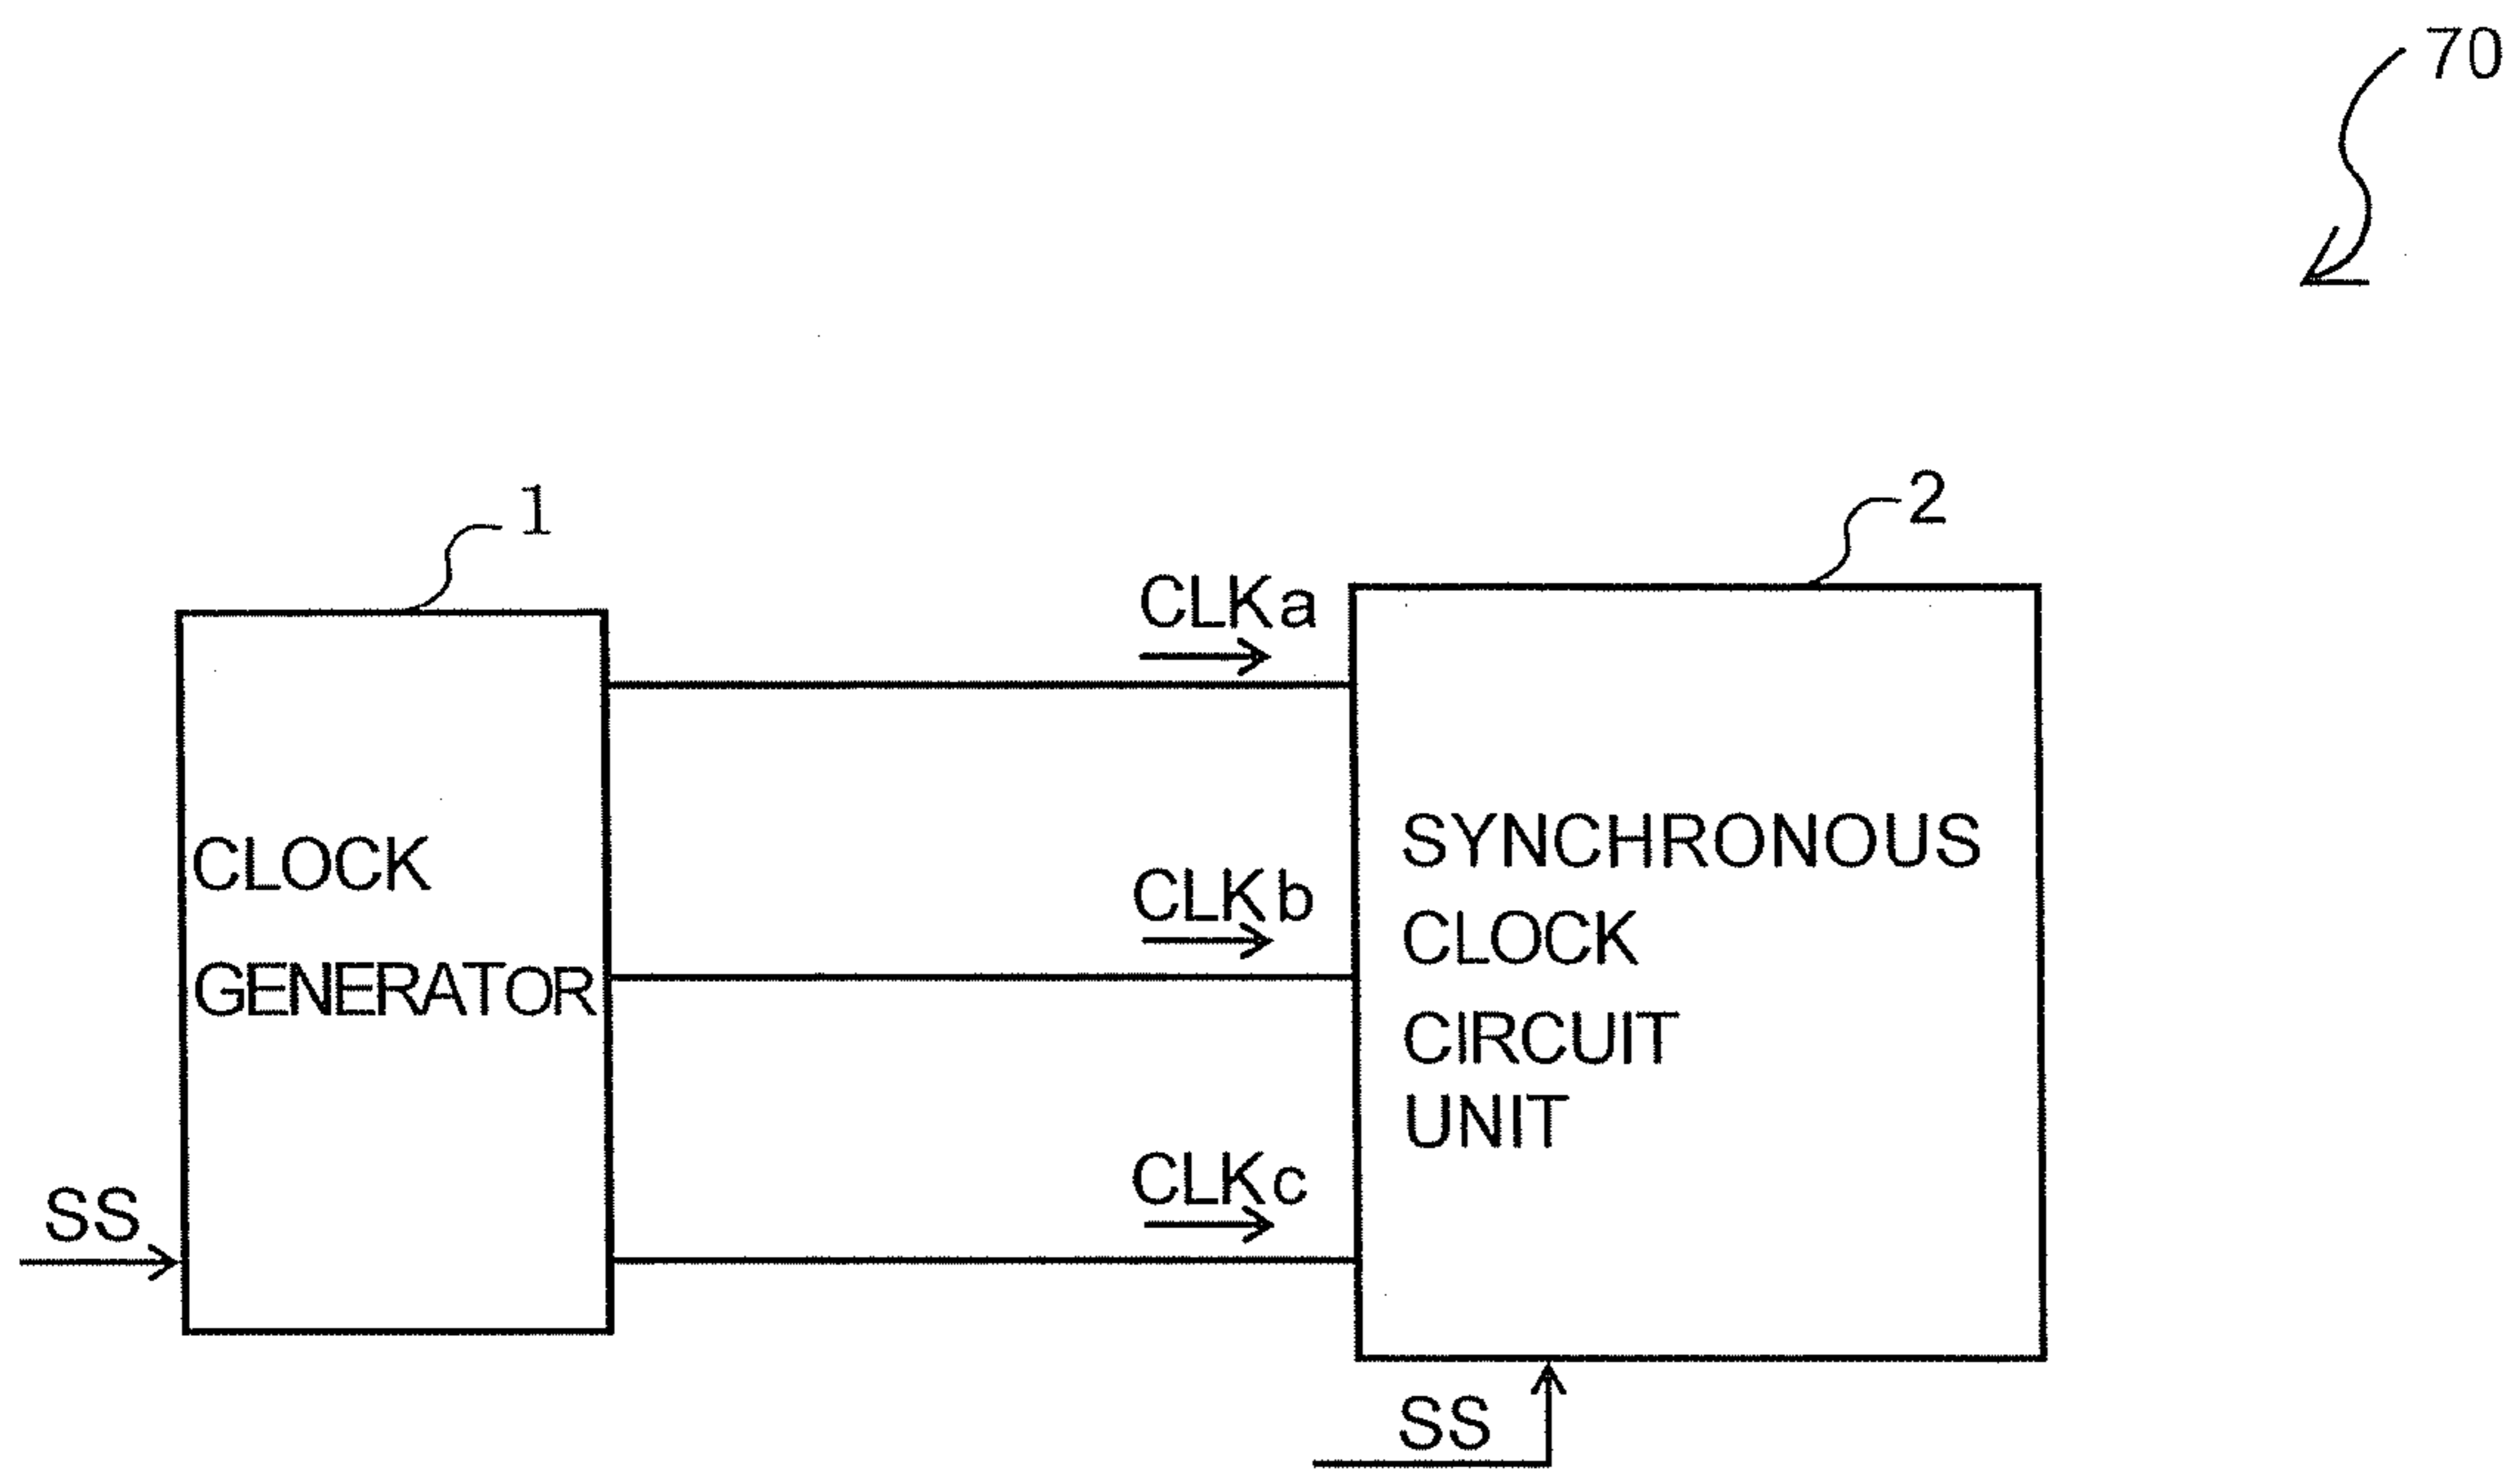 70
1
2
CLKa
CLOCK
GENERATOR
CLKb
SYNCHRONOUS
CLOCK
CIRCUIT
UNIT
CLKc
SS
SS